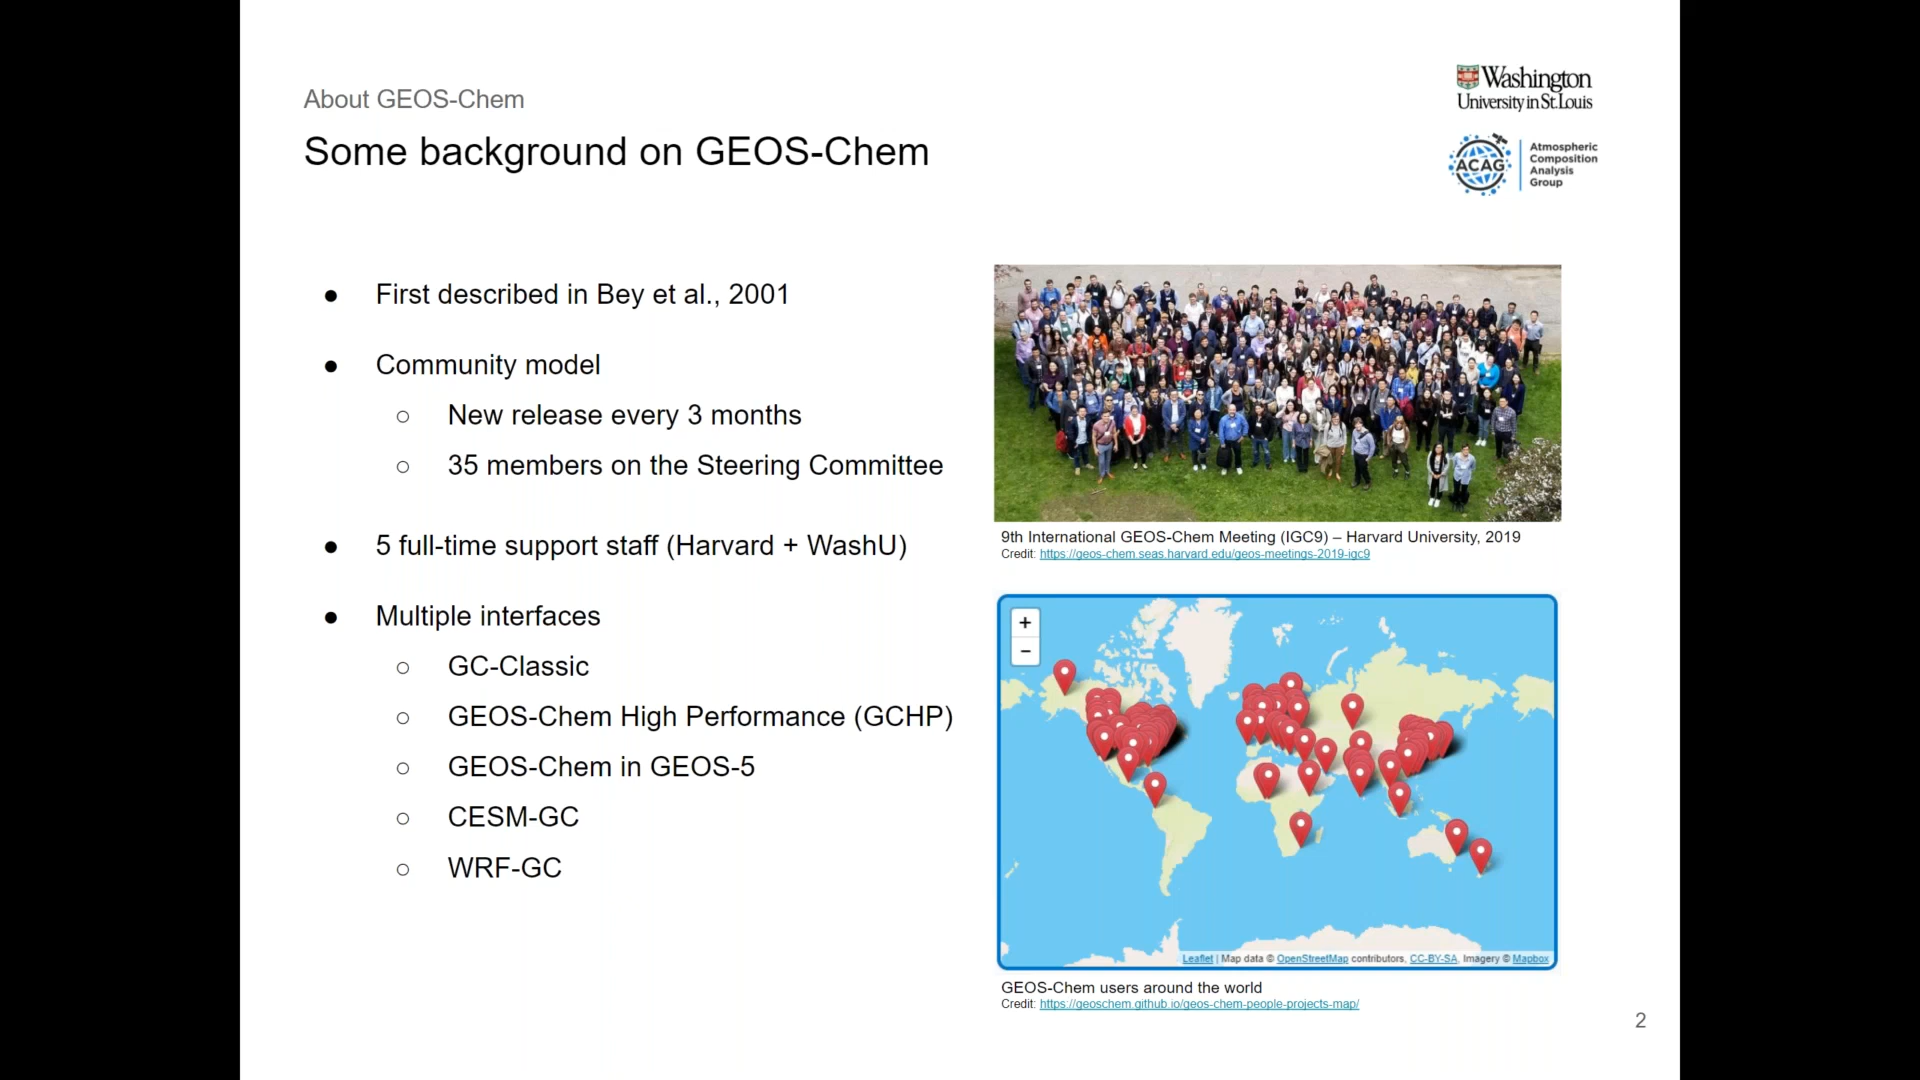 About GEOS-Chem
Some background on GEOS-Chem
Washington
University in St. Louis
ACAG
Atmospheric
Composition
Analysis
Group
● First described in Bey et al., 2001
● Community model
○ New release every 3 months
○ 35 members on the Steering Committee
● 5 full-time support staff (Harvard + WashU)
● Multiple interfaces
○ GC-Classic
○ GEOS-Chem High Performance (GCHP)
○ GEOS-Chem in GEOS-5
○ CESM-GC
○ WRF-GC
9th International GEOS-Chem Meeting (IGC9) – Harvard University, 2019
Credit: https://geos-chem.seas.harvard.edu/geos-meetings-2019-igc9
+
−
Leaflet | Map data © OpenStreetMap contributors, CC-BY-SA, Imagery © Mapbox
GEOS-Chem users around the world
Credit: https://geoschem.github.io/geos-chem-people-projects-map/
2